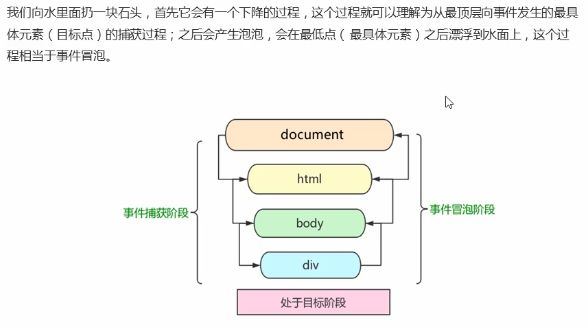 我们向水里面扔一块石头，首先它会有一个下降的过程，这个过程就可以理解为从最顶层向事件发生的最具
体元素（目标点）的捕获过程；之后会产生泡泡，会在最低点（ 最具体元素）之后漂浮到水面上，这个过
程相当于事件冒泡。
document
html
事件捕获阶段
事件冒泡阶段
body
div
处于目标阶段